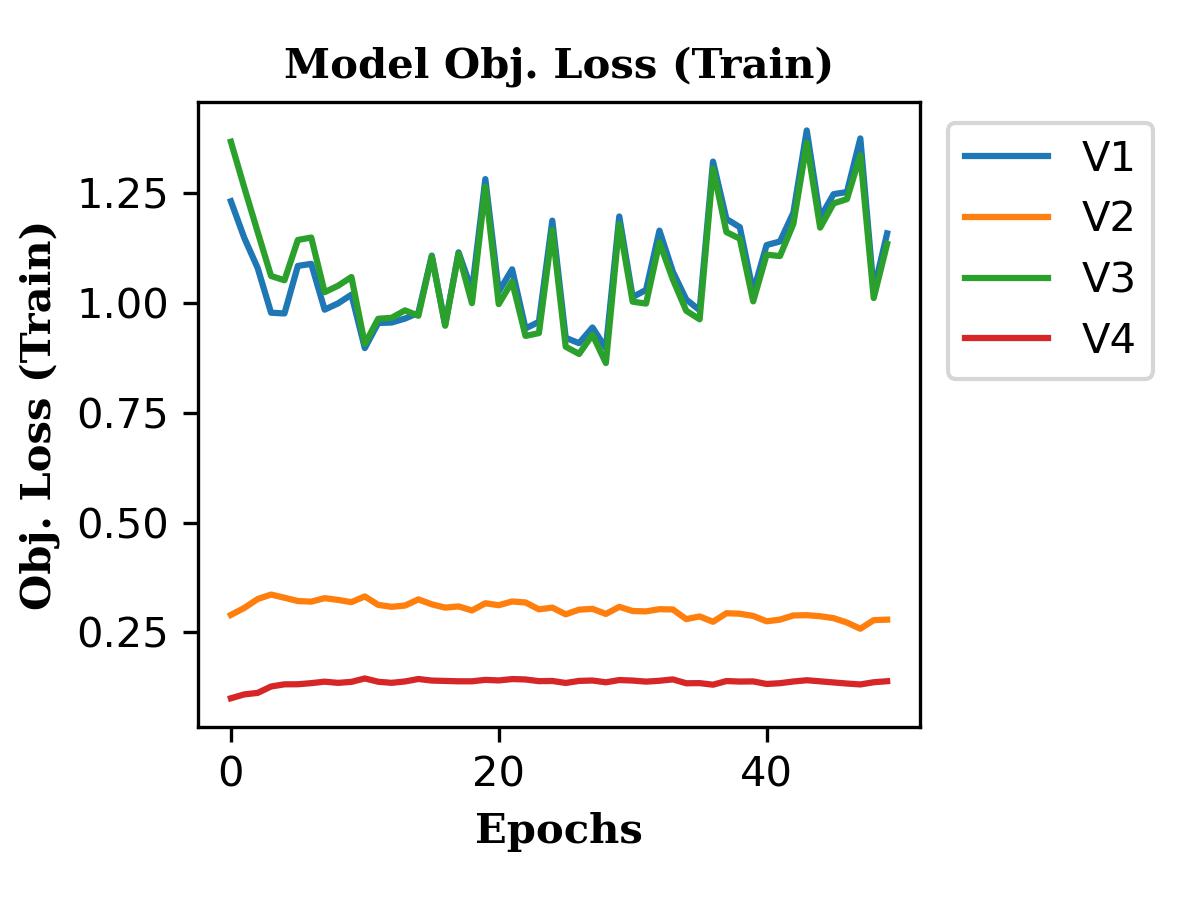 Model Obj. Loss (Train)
Obj. Loss (Train)
1.25
1.00
0.75
0.50
0.25
0 20 40
Epochs
V1
V2
V3
V4